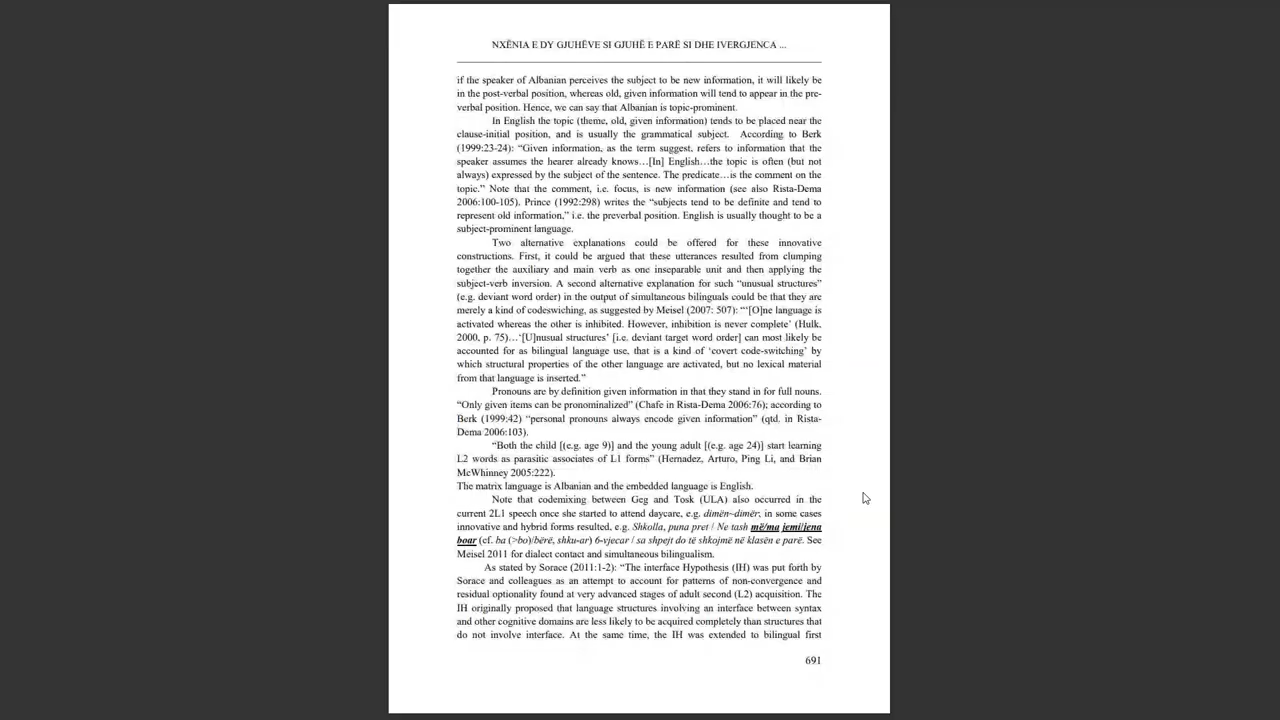 NXËNIA E DY GJUHËVE SI GJUHË E PARË SI DHE IVERGJENCA ...
if the speaker of Albanian perceives the subject to be new information, it will likely be
in the post-verbal position, whereas old, given information will tend to appear in the pre-
verbal position. Hence, we can say that Albanian is topic-prominent.
In English the topic (theme, old, given information) tends to be placed near the
clause-initial position, and is usually the grammatical subject. According to Berk
(1999:23-24): “Given information, as the term suggest, refers to information that the
speaker assumes the hearer already knows…[In] English…the topic is often (but not
always) expressed by the subject of the sentence. The predicate…is the comment on the
topic.” Note that the comment, i.e. focus, is new information (see also Rista-Dema
2006:100-105). Prince (1992:298) writes the “subjects tend to be definite and tend to
represent old information,” i.e. the preverbal position. English is usually thought to be a
subject-prominent language.
Two alternative explanations could be offered for these innovative
constructions. First, it could be argued that these utterances resulted from clumping
together the auxiliary and main verb as one inseparable unit and then applying the
subject-verb inversion. A second alternative explanation for such “unusual structures”
(e.g. deviant word order) in the output of simultaneous bilinguals could be that they are
merely a kind of codeswiching, as suggested by Meisel (2007: 507): “‘[O]ne language is
activated whereas the other is inhibited. However, inhibition is never complete’ (Hulk,
2000, p. 75)…‘[U]nusual structures’ [i.e. deviant target word order] can most likely be
accounted for as bilingual language use, that is a kind of ‘covert code-switching’ by
which structural properties of the other language are activated, but no lexical material
from that language is inserted.”
Pronouns are by definition given information in that they stand in for full nouns.
“Only given items can be pronominalized” (Chafe in Rista-Dema 2006:76); according to
Berk (1999:42) “personal pronouns always encode given information” (qtd. in Rista-
Dema 2006:103).
“Both the child [(e.g. age 9)] and the young adult [(e.g. age 24)] start learning
L2 words as parasitic associates of L1 forms” (Hernadez, Arturo, Ping Li, and Brian
McWhinney 2005:222).
The matrix language is Albanian and the embedded language is English.
Note that codemixing between Geg and Tosk (ULA) also occurred in the
current 2L1 speech once she started to attend daycare, e.g. dimën~dimër, in some cases
innovative and hybrid forms resulted, e.g. Shkolla, puna pret / Ne tash më/ma jemi/jena
boar (cf. ba (>bo)/bërë, shku-ar) 6-vjecar / sa shpejt do të shkojmë në klasën e parë. See
Meisel 2011 for dialect contact and simultaneous bilingualism.
As stated by Sorace (2011:1-2): “The interface Hypothesis (IH) was put forth by
Sorace and colleagues as an attempt to account for patterns of non-convergence and
residual optionality found at very advanced stages of adult second (L2) acquisition. The
IH originally proposed that language structures involving an interface between syntax
and other cognitive domains are less likely to be acquired completely than structures that
do not involve interface. At the same time, the IH was extended to bilingual first
691